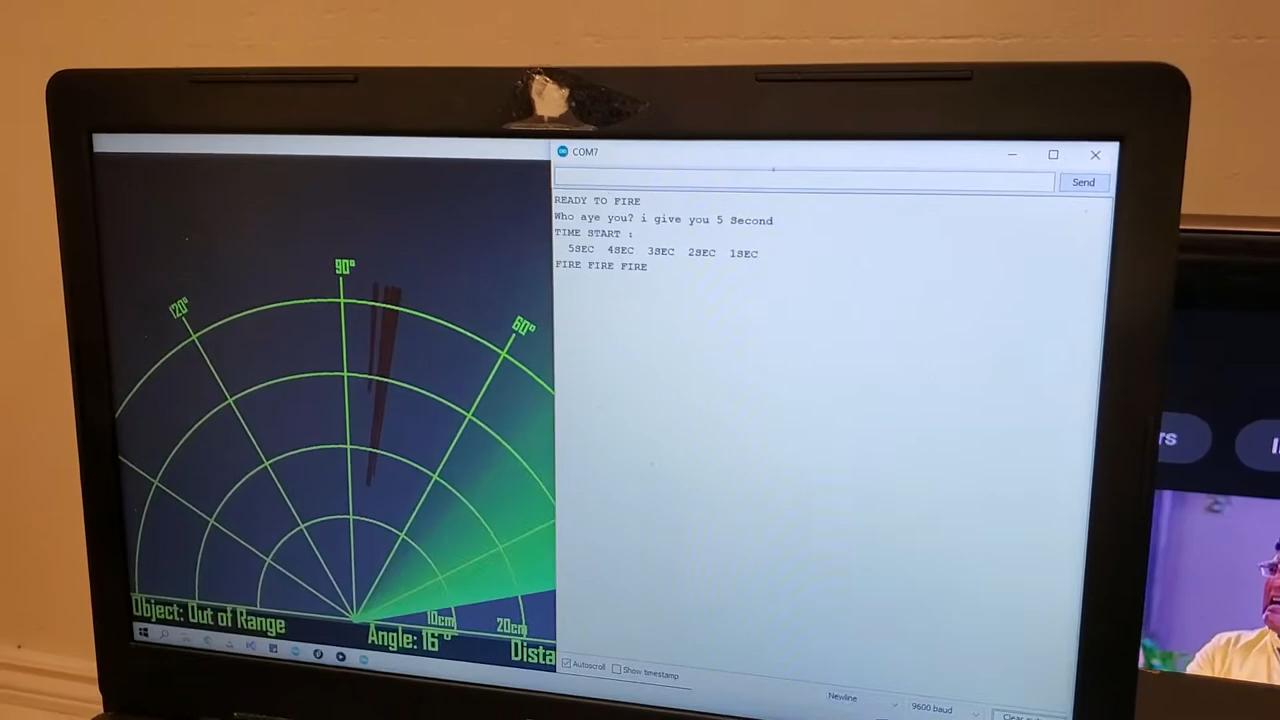 COM7
Send
READY TO FIRE
Who aye you? i give you 5 Second
TIME START :
5SEC 4SEC 3SEC 2SEC 1SEC
FIRE FIRE FIRE
90°
120°
60°
10cm
20cm
Object: Out of Range
Angle: 16°
Dista
Autoscroll
Show timestamp
Newline
9600 baud
Clear
rs